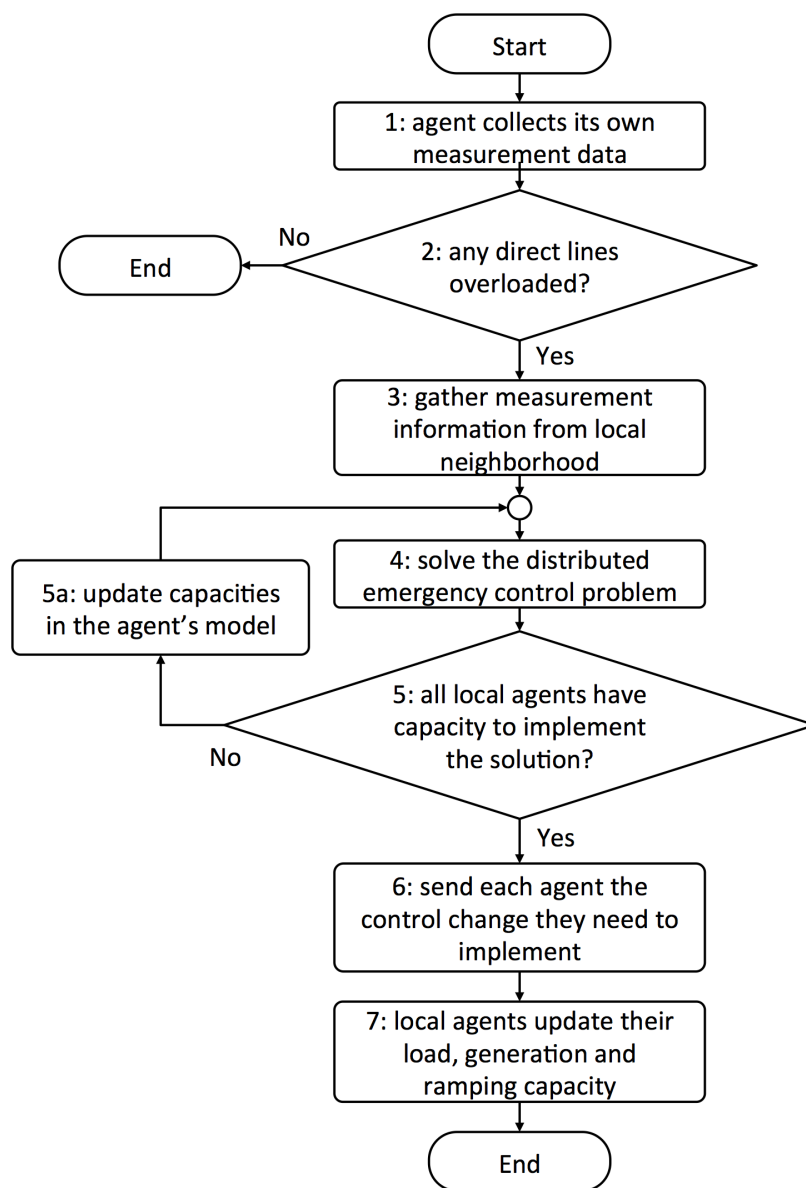 Start
1: agent collects its own
measurement data
No
End
2: any direct lines
overloaded?
Yes
3: gather measurement
information from local
neighborhood
4: solve the distributed
emergency control problem
5a: update capacities
in the agent’s model
5: all local agents have
capacity to implement
the solution?
No
Yes
6: send each agent the
control change they need to
implement
7: local agents update their
load, generation and
ramping capacity
End